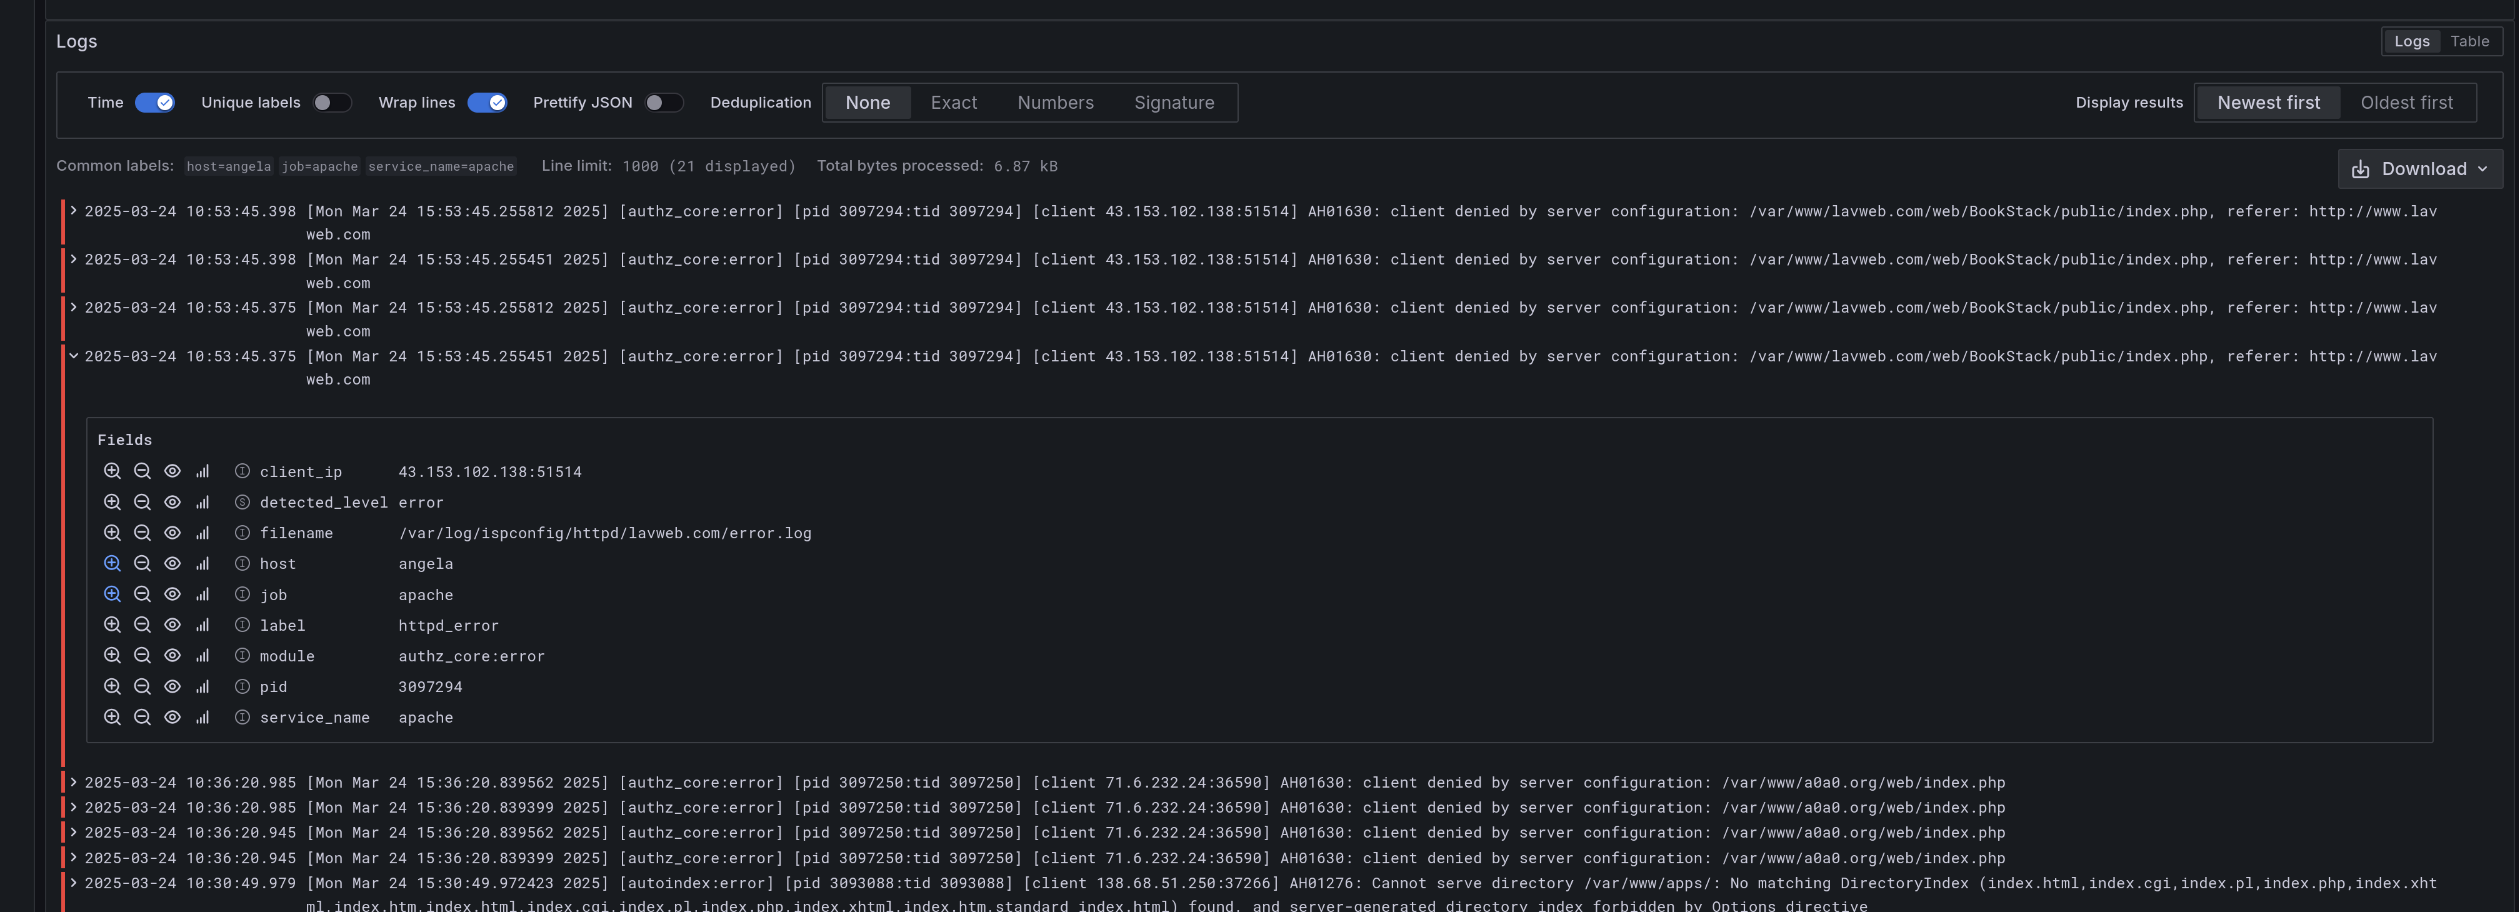 Logs
Logs Table
Time Unique labels Wrap lines Prettify JSON Deduplication None Exact Numbers Signature Display results Newest first Oldest first
Common labels: host=angela job=apache service_name=apache Line limit: 1000 (21 displayed) Total bytes processed: 6.87 kB
Download
2025-03-24 10:53:45.398 [Mon Mar 24 15:53:45.255812 2025] [authz_core:error] [pid 3097294:tid 3097294] [client 43.153.102.138:51514] AH01630: client denied by server configuration: /var/www/lavweb.com/web/BookStack/public/index.php, referer: http://www.lav
web.com
2025-03-24 10:53:45.398 [Mon Mar 24 15:53:45.255451 2025] [authz_core:error] [pid 3097294:tid 3097294] [client 43.153.102.138:51514] AH01630: client denied by server configuration: /var/www/lavweb.com/web/BookStack/public/index.php, referer: http://www.lav
web.com
2025-03-24 10:53:45.375 [Mon Mar 24 15:53:45.255812 2025] [authz_core:error] [pid 3097294:tid 3097294] [client 43.153.102.138:51514] AH01630: client denied by server configuration: /var/www/lavweb.com/web/BookStack/public/index.php, referer: http://www.lav
web.com
2025-03-24 10:53:45.375 [Mon Mar 24 15:53:45.255451 2025] [authz_core:error] [pid 3097294:tid 3097294] [client 43.153.102.138:51514] AH01630: client denied by server configuration: /var/www/lavweb.com/web/BookStack/public/index.php, referer: http://www.lav
web.com
Fields
client_ip 43.153.102.138:51514
detected_level error
filename /var/log/ispconfig/httpd/lavweb.com/error.log
host angela
job apache
label httpd_error
module authz_core:error
pid 3097294
service_name apache
2025-03-24 10:36:20.985 [Mon Mar 24 15:36:20.839562 2025] [authz_core:error] [pid 3097250:tid 3097250] [client 71.6.232.24:36590] AH01630: client denied by server configuration: /var/www/a0a0.org/web/index.php
2025-03-24 10:36:20.985 [Mon Mar 24 15:36:20.839399 2025] [authz_core:error] [pid 3097250:tid 3097250] [client 71.6.232.24:36590] AH01630: client denied by server configuration: /var/www/a0a0.org/web/index.php
2025-03-24 10:36:20.945 [Mon Mar 24 15:36:20.839562 2025] [authz_core:error] [pid 3097250:tid 3097250] [client 71.6.232.24:36590] AH01630: client denied by server configuration: /var/www/a0a0.org/web/index.php
2025-03-24 10:36:20.945 [Mon Mar 24 15:36:20.839399 2025] [authz_core:error] [pid 3097250:tid 3097250] [client 71.6.232.24:36590] AH01630: client denied by server configuration: /var/www/a0a0.org/web/index.php
2025-03-24 10:30:49.979 [Mon Mar 24 15:30:49.972423 2025] [autoindex:error] [pid 3093088:tid 3093088] [client 138.68.51.250:37266] AH01276: Cannot serve directory /var/www/apps/: No matching DirectoryIndex (index.html,index.cgi,index.pl,index.php,index.xht
ml,index.htm,index.html,index.cgi,index.pl,index.php,index.xhtml,index.htm,standard_index.html) found, and server-generated directory index forbidden by Options directive